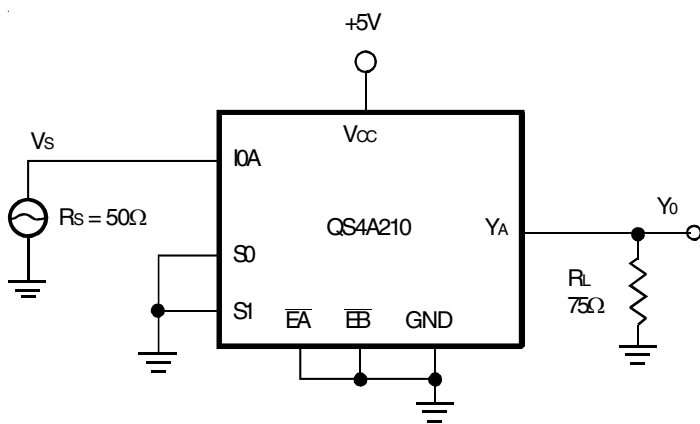 +5V
VCC
VS
I0A
RS = 50Ω
QS4A210
YA
Y0
S0
S1
RL
75Ω
EA
EB
GND